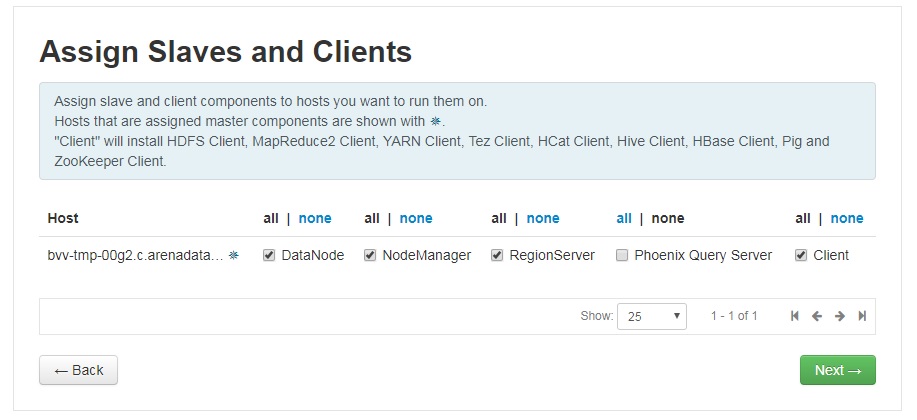 Assign Slaves and Clients
Assign slave and client components to hosts you want to run them on.
Hosts that are assigned master components are shown with ✵.
"Client" will install HDFS Client, MapReduce2 Client, YARN Client, Tez Client, HCat Client, Hive Client, HBase Client, Pig and
ZooKeeper Client.
Host all | none all | none all | none all | none all | none
bvv-tmp-00g2.c.arenadata... ✵ DataNode NodeManager RegionServer Phoenix Query Server Client
Show: 25 1 - 1 of 1
← Back Next →